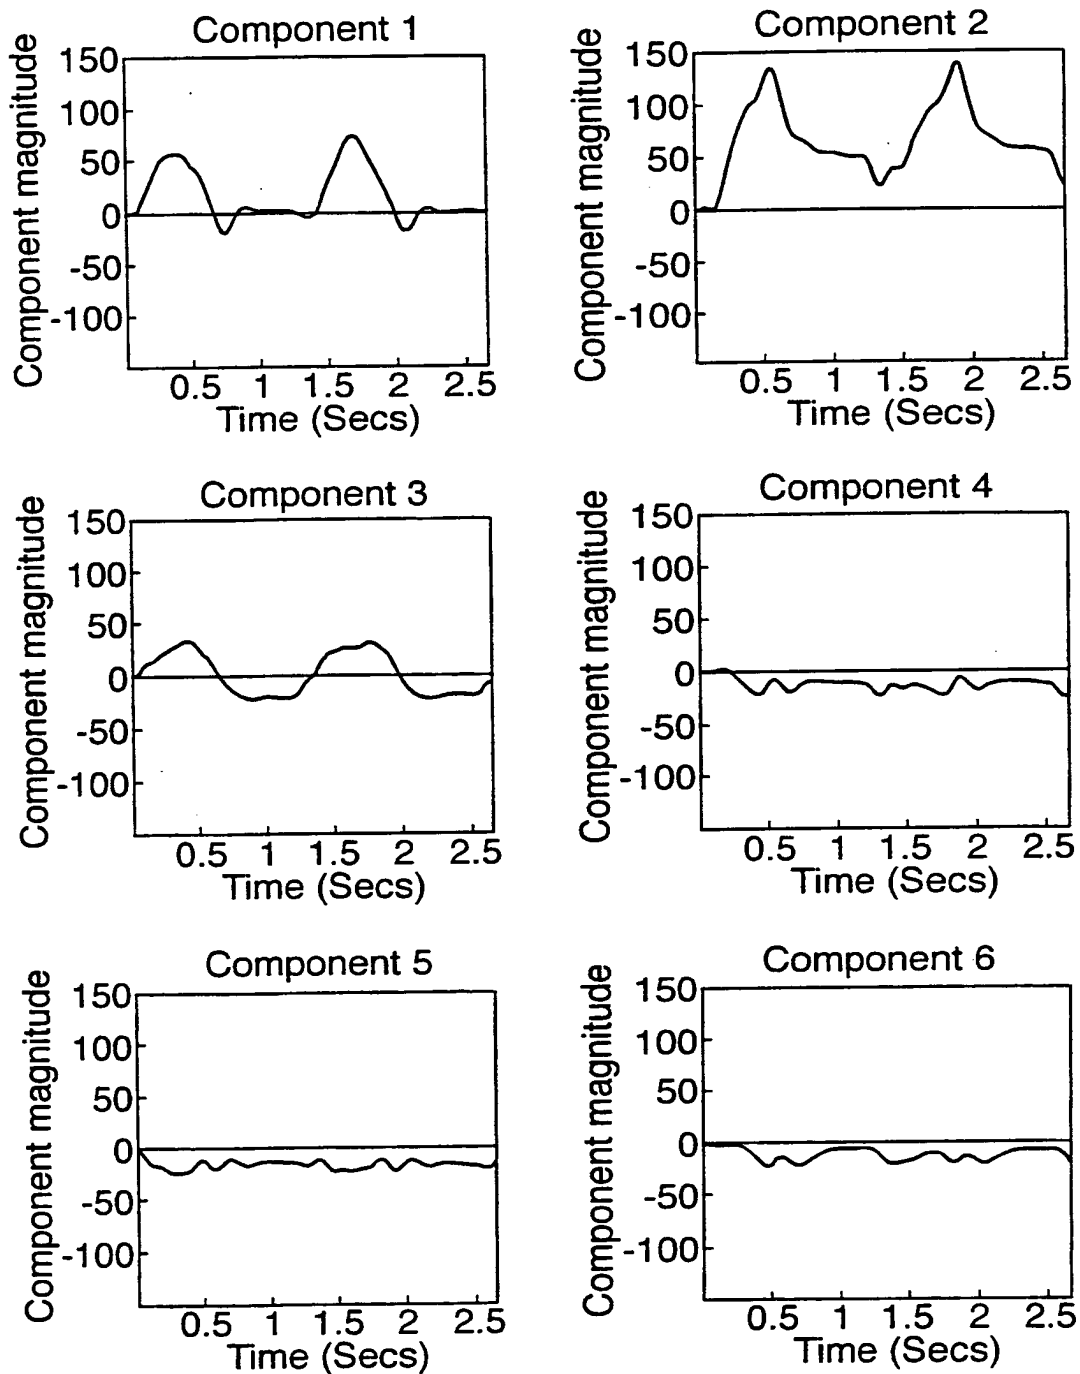 Component 1
Component magnitude
150
100
50
0
-50
-100
0.5 1 1.5 2 2.5
Time (Secs)
Component 2
Component magnitude
150
100
50
0
-50
-100
0.5 1 1.5 2 2.5
Time (Secs)
Component 3
Component magnitude
150
100
50
0
-50
-100
0.5 1 1.5 2 2.5
Time (Secs)
Component 4
Component magnitude
150
100
50
0
-50
-100
0.5 1 1.5 2 2.5
Time (Secs)
Component 5
Component magnitude
150
100
50
0
-50
-100
0.5 1 1.5 2 2.5
Time (Secs)
Component 6
Component magnitude
150
100
50
0
-50
-100
0.5 1 1.5 2 2.5
Time (Secs)